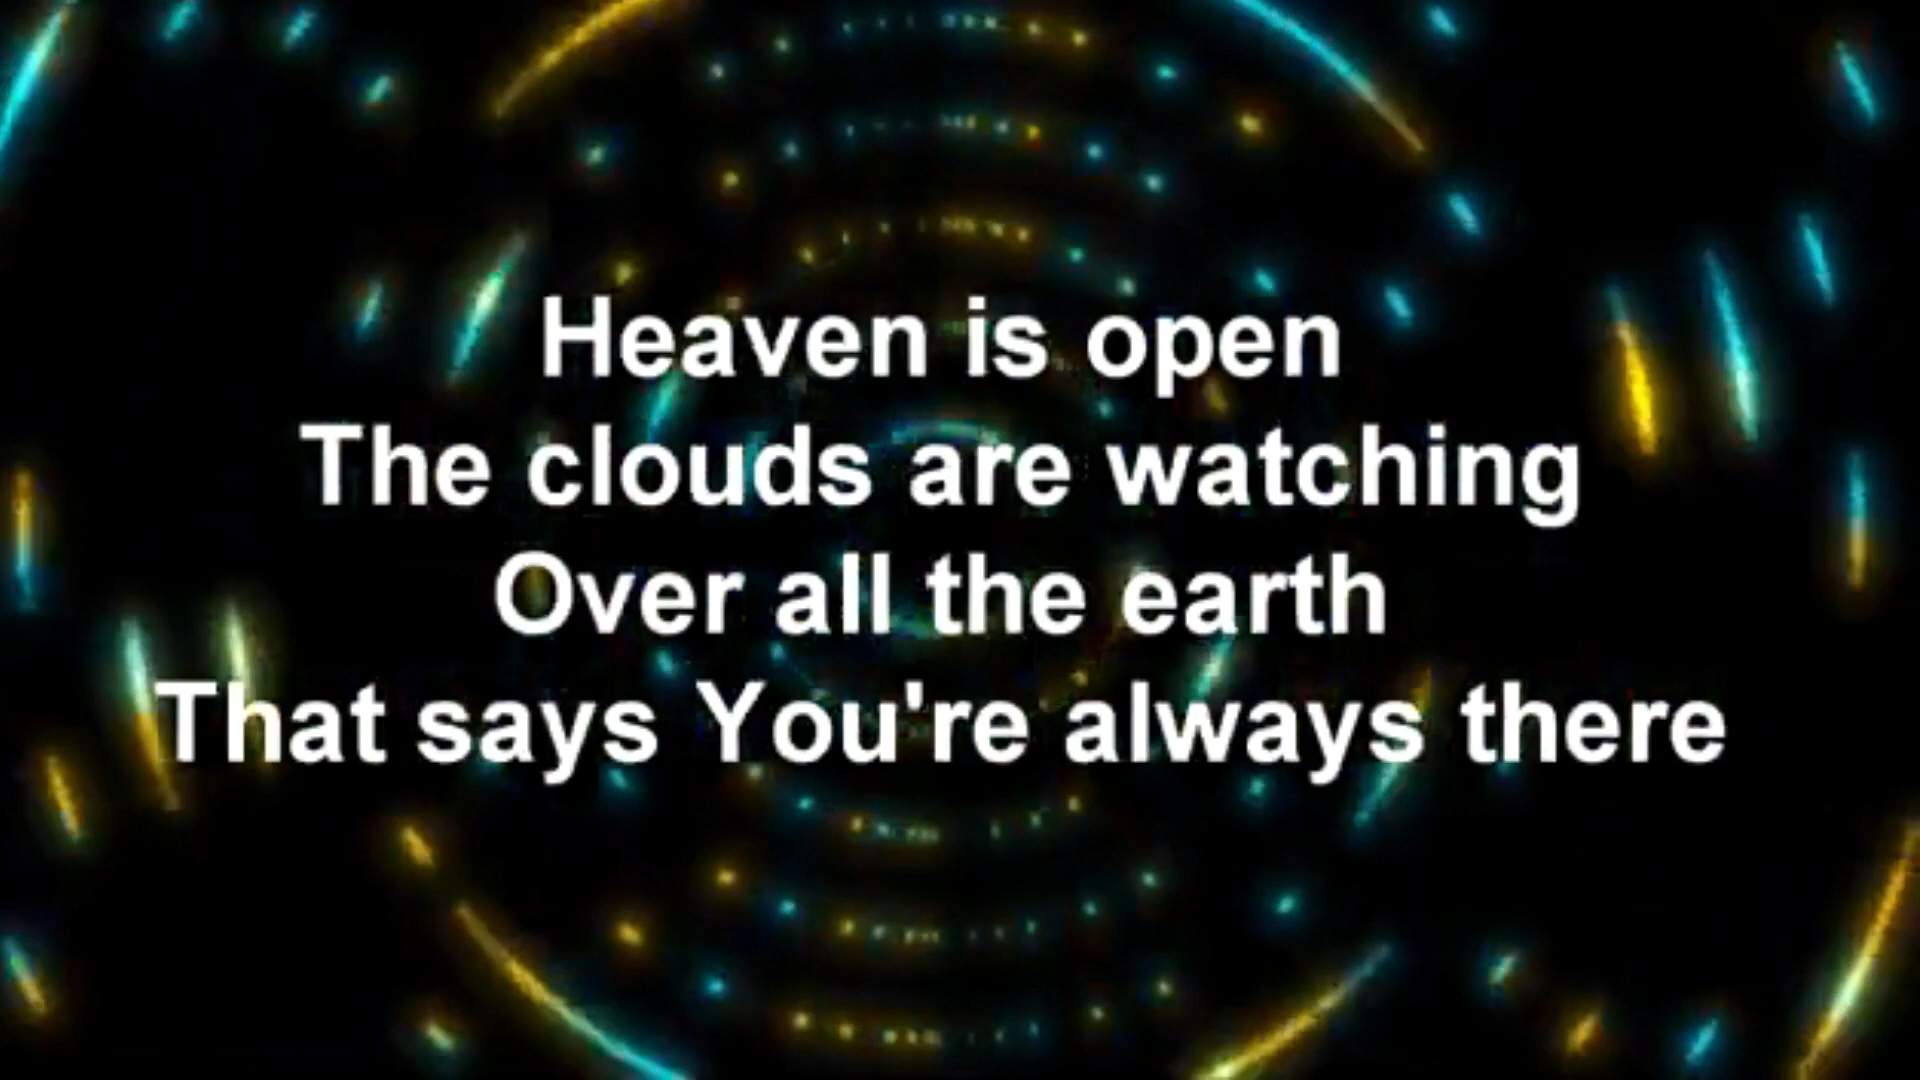 Heaven is open
The clouds are watching
Over all the earth
That says You're always there